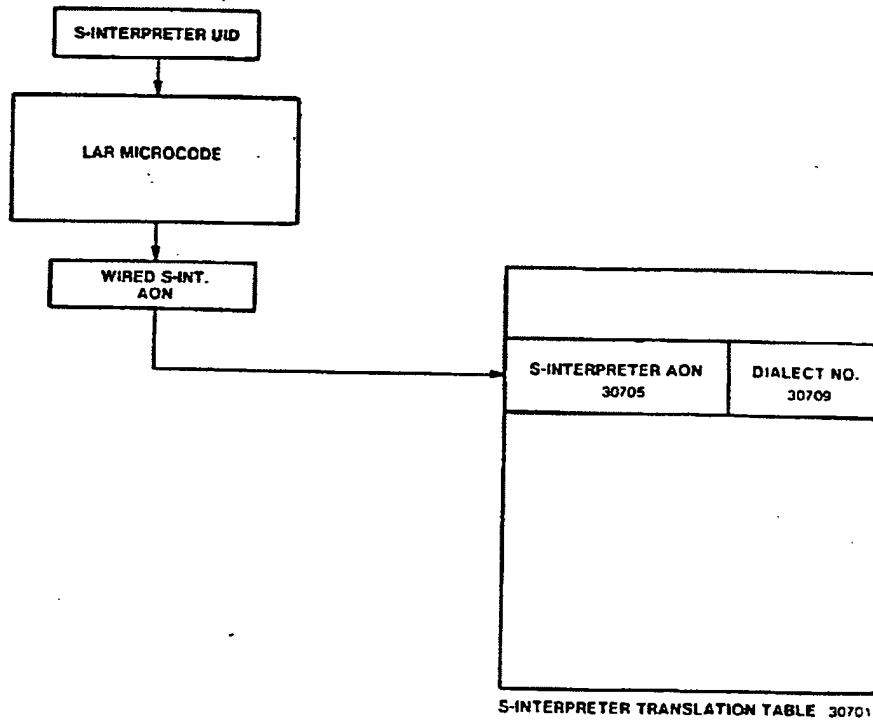 S-INTERPRETER UID
LAR MICROCODE
WIRED S-INT.
AON
S-INTERPRETER AON
30705
DIALECT NO.
30709
S-INTERPRETER TRANSLATION TABLE 30701